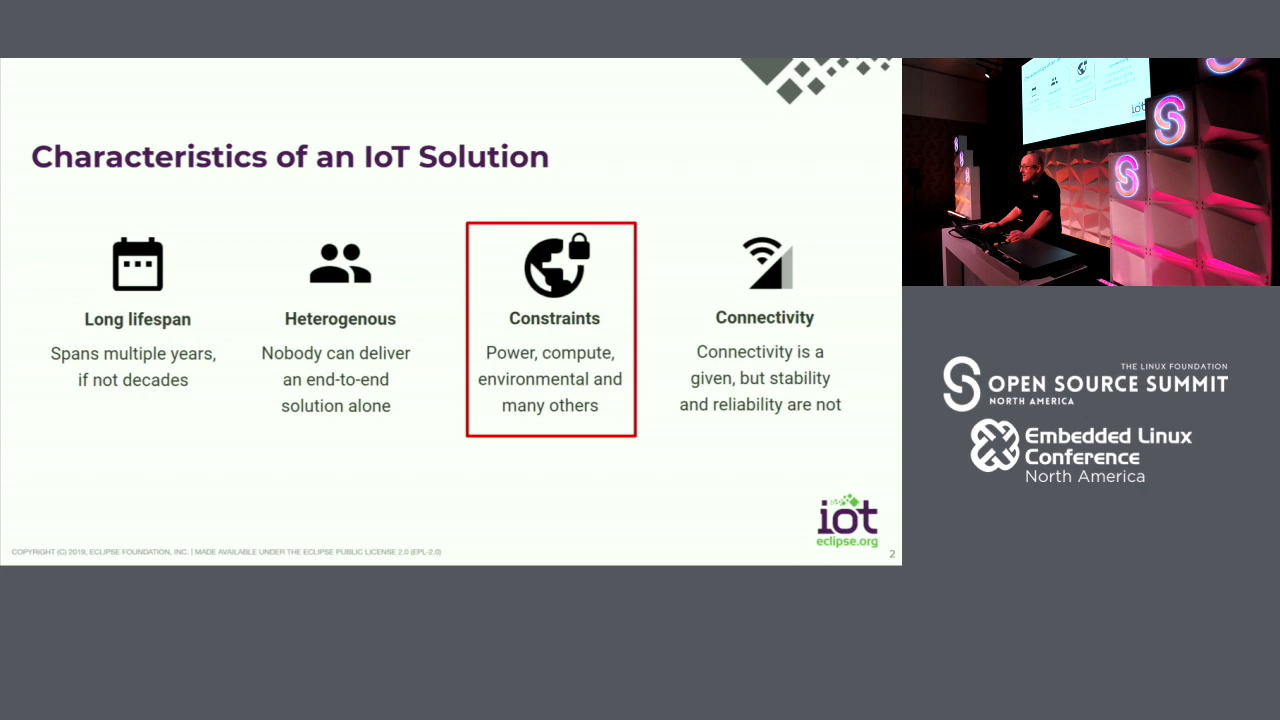 Characteristics of an IoT Solution
Long lifespan
Spans multiple years,
if not decades
Heterogenous
Nobody can deliver
an end-to-end
solution alone
Constraints
Power, compute,
environmental and
many others
Connectivity
Connectivity is a
given, but stability
and reliability are not
iot
eclipse.org
COPYRIGHT (C) 2019, ECLIPSE FOUNDATION, INC. | MADE AVAILABLE UNDER THE ECLIPSE PUBLIC LICENSE 2.0 (EPL-2.0)
2
THE LINUX FOUNDATION
OPEN SOURCE SUMMIT
NORTH AMERICA
Embedded Linux
Conference
North America